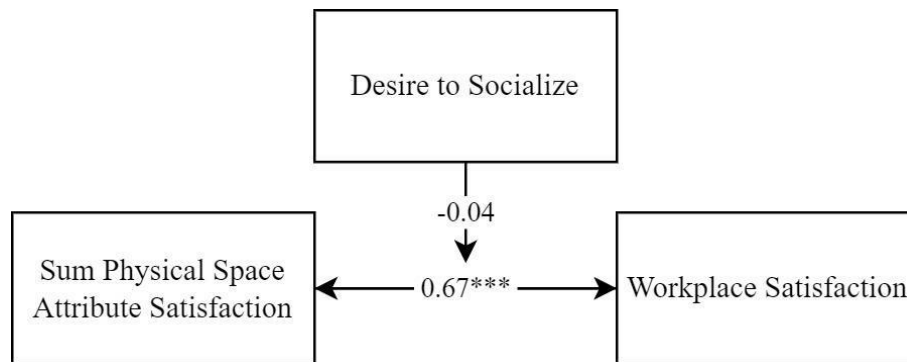 Desire to Socialize
-0.04
Sum Physical Space
Attribute Satisfaction
0.67***
Workplace Satisfaction